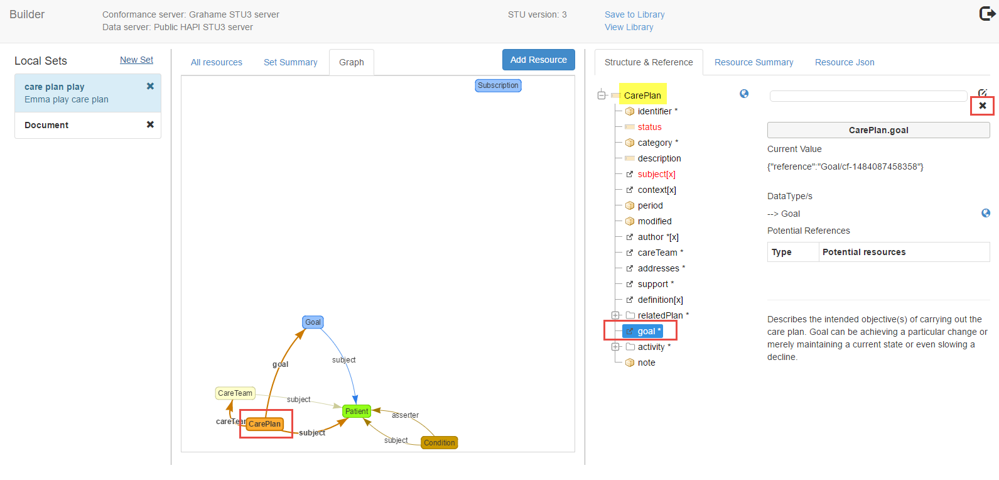 Builder
Conformance server: Grahame STU3 server
Data server: Public HAPI STU3 server
STU version: 3
Save to Library
View Library
Local Sets
New Set
care plan play
Emma play care plan
Document
All resources
Set Summary
Graph
Add Resource
Subscription
Goal
goal
subject
CareTeam
subject
careTeam
CarePlan
subject
Patient
asserter
subject
Condition
Structure & Reference
Resource Summary
Resource Json
CarePlan
identifier *
status
category *
description
subject[x]
context[x]
period
modified
author *[x]
careTeam *
addresses *
support *
definition[x]
relatedPlan *
goal *
activity *
note
CarePlan.goal
Current Value
{"reference":"Goal/cf-1484087458358"}
DataType/s
--> Goal
Potential References
Type
Potential resources
Describes the intended objective(s) of carrying out the
care plan. Goal can be achieving a particular change or
merely maintaining a current state or even slowing a
decline.